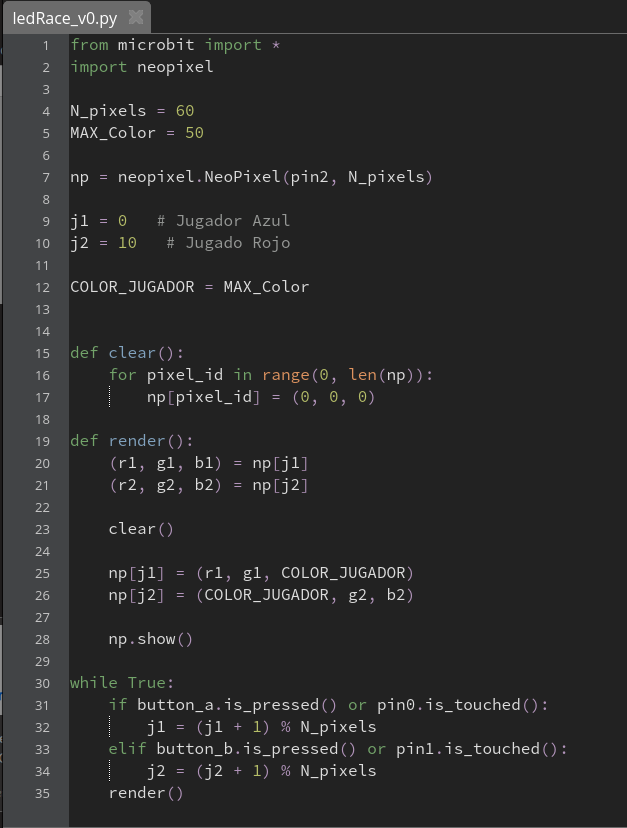 ledRace_v0.py
1 from microbit import *
2 import neopixel
3
4 N_pixels = 60
5 MAX_Color = 50
6
7 np = neopixel.NeoPixel(pin2, N_pixels)
8
9 j1 = 0   # Jugador Azul
10 j2 = 10   # Jugado Rojo
11
12 COLOR_JUGADOR = MAX_Color
13
14
15 def clear():
16     for pixel_id in range(0, len(np)):
17         np[pixel_id] = (0, 0, 0)
18
19 def render():
20     (r1, g1, b1) = np[j1]
21     (r2, g2, b2) = np[j2]
22
23     clear()
24
25     np[j1] = (r1, g1, COLOR_JUGADOR)
26     np[j2] = (COLOR_JUGADOR, g2, b2)
27
28     np.show()
29
30 while True:
31     if button_a.is_pressed() or pin0.is_touched():
32         j1 = (j1 + 1) % N_pixels
33     elif button_b.is_pressed() or pin1.is_touched():
34         j2 = (j2 + 1) % N_pixels
35     render()